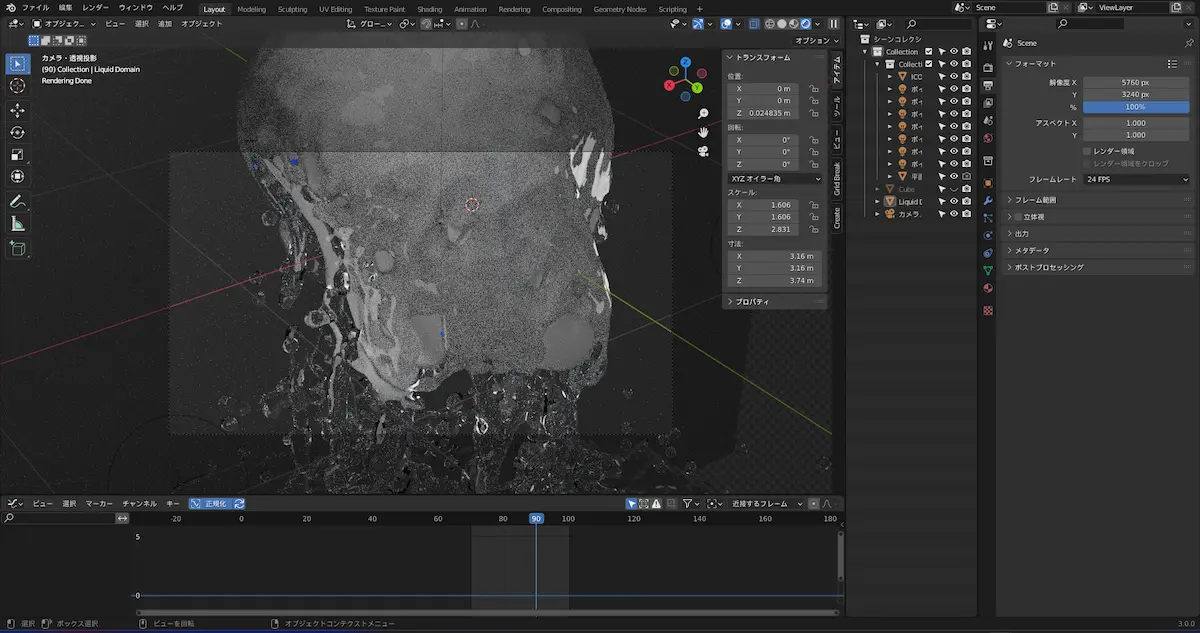 ファイル 編集 レンダー ウィンドウ ヘルプ Layout Modeling Sculpting UV Editing Texture Paint Shading Animation Rendering Compositing Geometry Nodes Scripting + Scene ViewLayer
オブジェク... ビュー 選択 追加 オブジェクト グロー...
オプション
カメラ・透視投影
(90) Collection | Liquid Domain
Rendering Done
X
Y
Z
トランスフォーム
位置:
X 0 m
Y 0 m
Z 0.024835 m
回転:
X 0°
Y 0°
Z 0°
XYZ オイラー角
スケール:
X 1.606
Y 1.606
Z 2.831
寸法:
X 3.16 m
Y 3.16 m
Z 3.74 m
プロパティ
アイテム
ツール
ビュー
Grid Break
Create
シーンコレクシ
Collection
Collecti
ICO
ポイ
ポイ
ポイ
ポイ
ポイ
ポイ
ポイ
平面
Cube
Liquid D
カメラ.
Scene
フォーマット
解像度 X 5760 px
Y 3240 px
% 100%
アスペクト X 1.000
Y 1.000
レンダー領域
レンダー領域をクロップ
フレームレート 24 FPS
フレーム範囲
立体視
出力
メタデータ
ポストプロセッシング
ビュー 選択 マーカー チャンネル キー 正規化 近接するフレーム
-20 0 20 40 60 80 90 100 120 140 160 180
5
0
選択 ボックス選択 ビューを回転 オブジェクトコンテクストメニュー 3.0.0